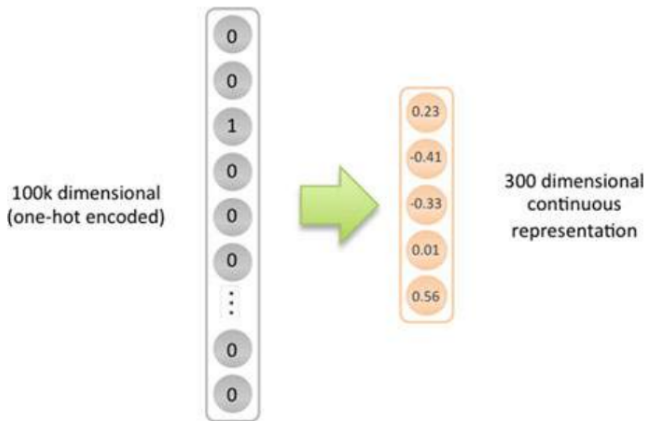 0
0
1
0
0
0
⋮
0
0
100k dimensional
(one-hot encoded)
0.23
-0.41
-0.33
0.01
0.56
300 dimensional
continuous
representation